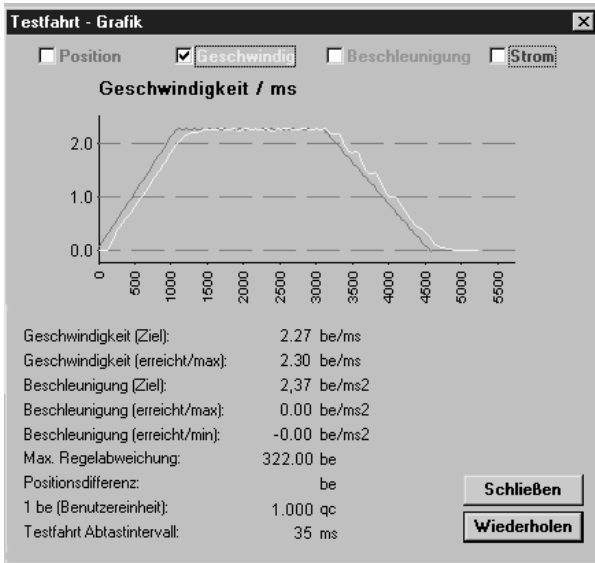 Testfahrt - Grafik
Position Geschwindig Beschleunigung Strom
Geschwindigkeit / ms
2.0
1.0
0.0
0 500 1000 1500 2000 2500 3000 3500 4000 4500 5000 5500
Geschwindigkeit (Ziel): 2.27 be/ms
Geschwindigkeit (erreicht/max): 2.30 be/ms
Beschleunigung (Ziel): 2,37 be/ms2
Beschleunigung (erreicht/max): 0.00 be/ms2
Beschleunigung (erreicht/min): -0.00 be/ms2
Max. Regelabweichung: 322.00 be
Positionsdifferenz: be
1 be (Benutzereinheit): 1.000 qc
Testfahrt Abtastintervall: 35 ms
Schließen
Wiederholen